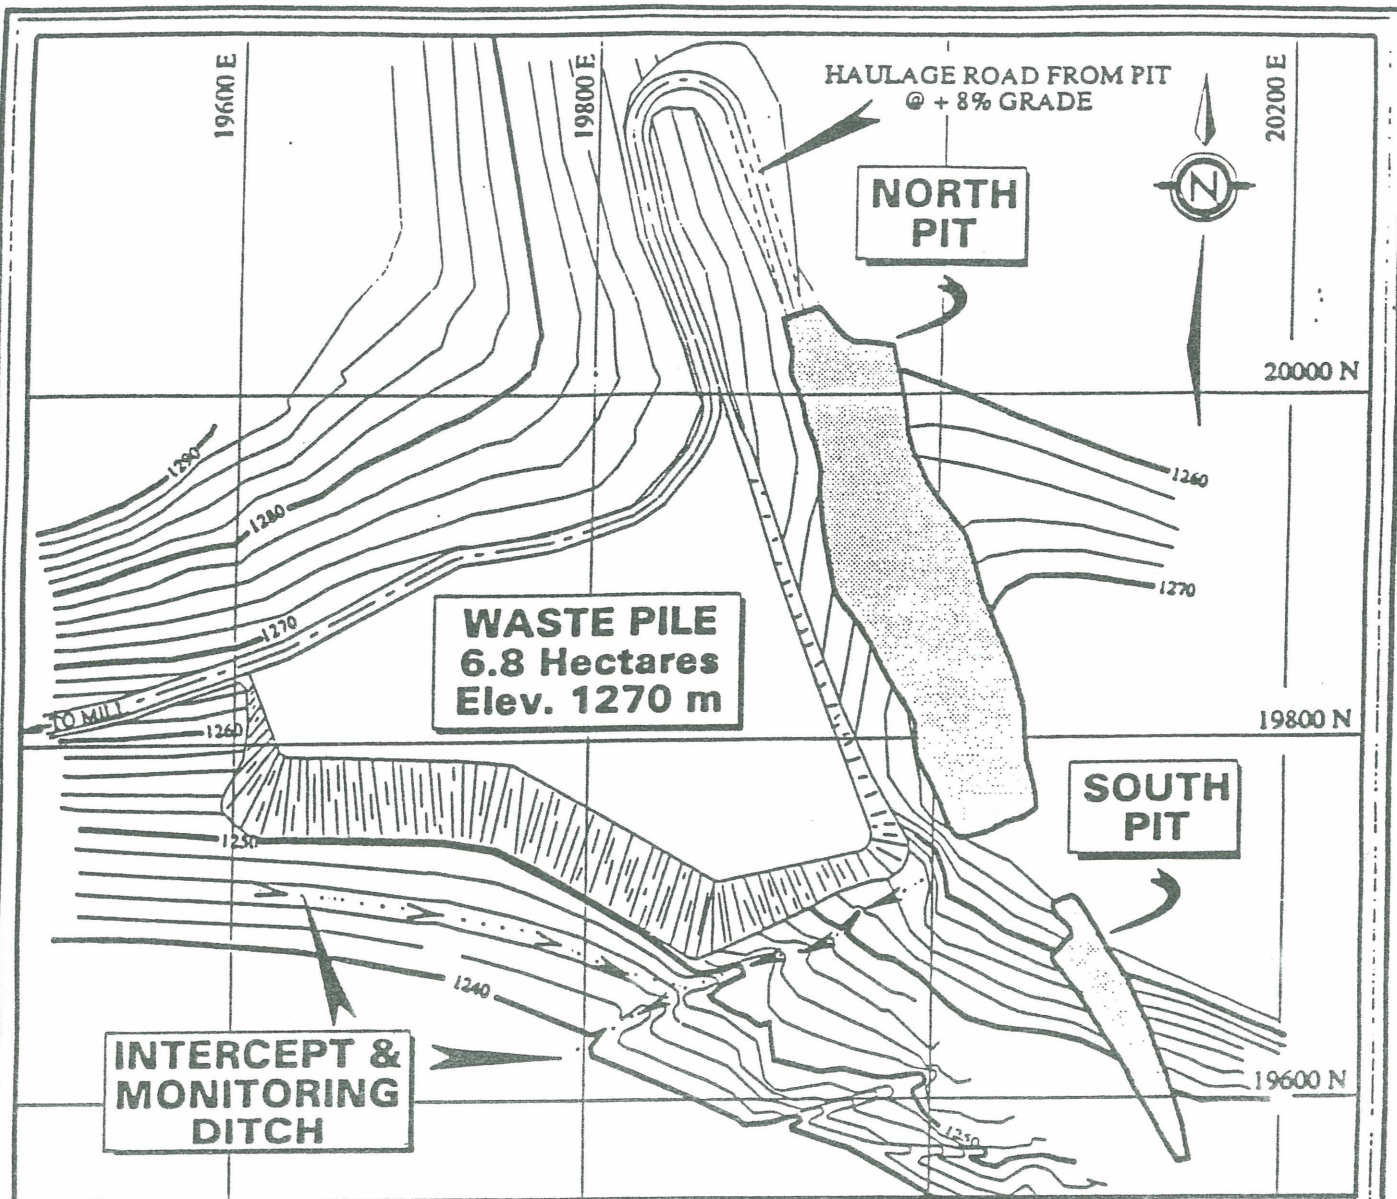 19600 E
19800 E
20200 E
HAULAGE ROAD FROM PIT
@ + 8% GRADE
NORTH
PIT
N
20000 N
1290
1260
1280
1270
WASTE PILE
6.8 Hectares
Elev. 1270 m
1270
TO MILL
1260
19800 N
SOUTH
PIT
1250
1240
INTERCEPT &
MONITORING
DITCH
19600 N
1250